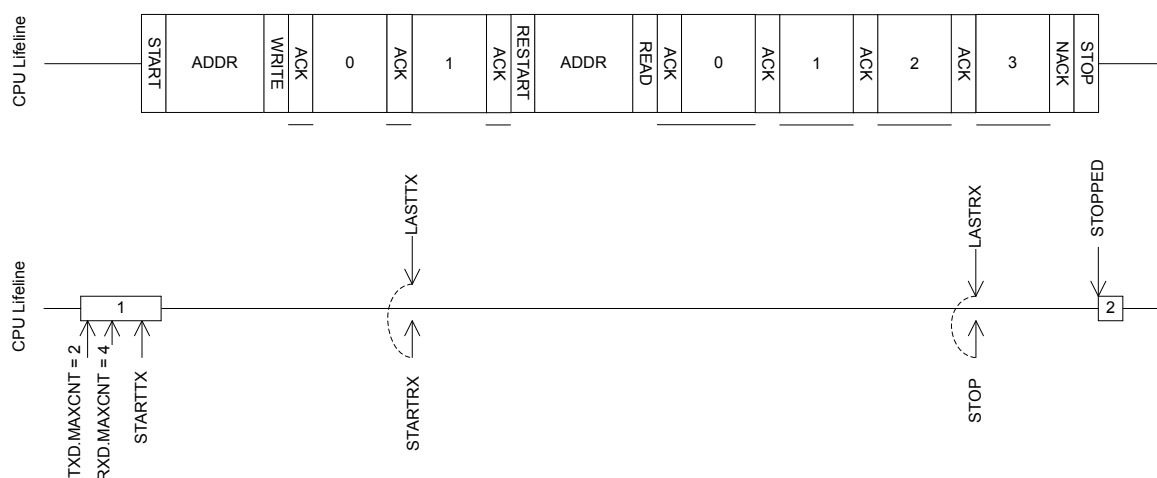 CPU Lifeline
START
ADDR
WRITE
ACK
0
ACK
1
ACK
RESTART
ADDR
READ
ACK
0
ACK
1
ACK
2
ACK
3
NACK
STOP
LASTTX
LASTRX
STOPPED
CPU Lifeline
1
2
TXD.MAXCNT = 2
RXD.MAXCNT = 4
STARTTX
STARTRX
STOP